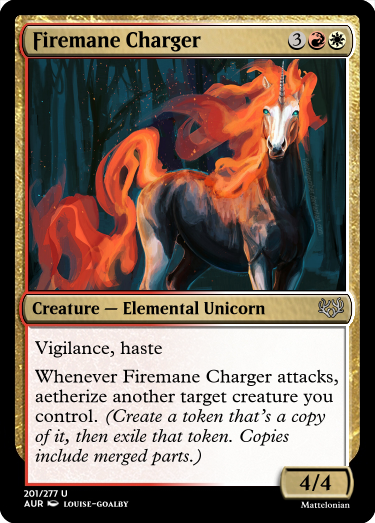 Firemane Charger 3
Creature — Elemental Unicorn
Vigilance, haste
Whenever Firemane Charger attacks,
aetherize another target creature you
control. (Create a token that's a copy
of it, then exile that token. Copies
include merged parts.)
4/4
201/277 U
AUR LOUISE-GOALBY
Mattelonian